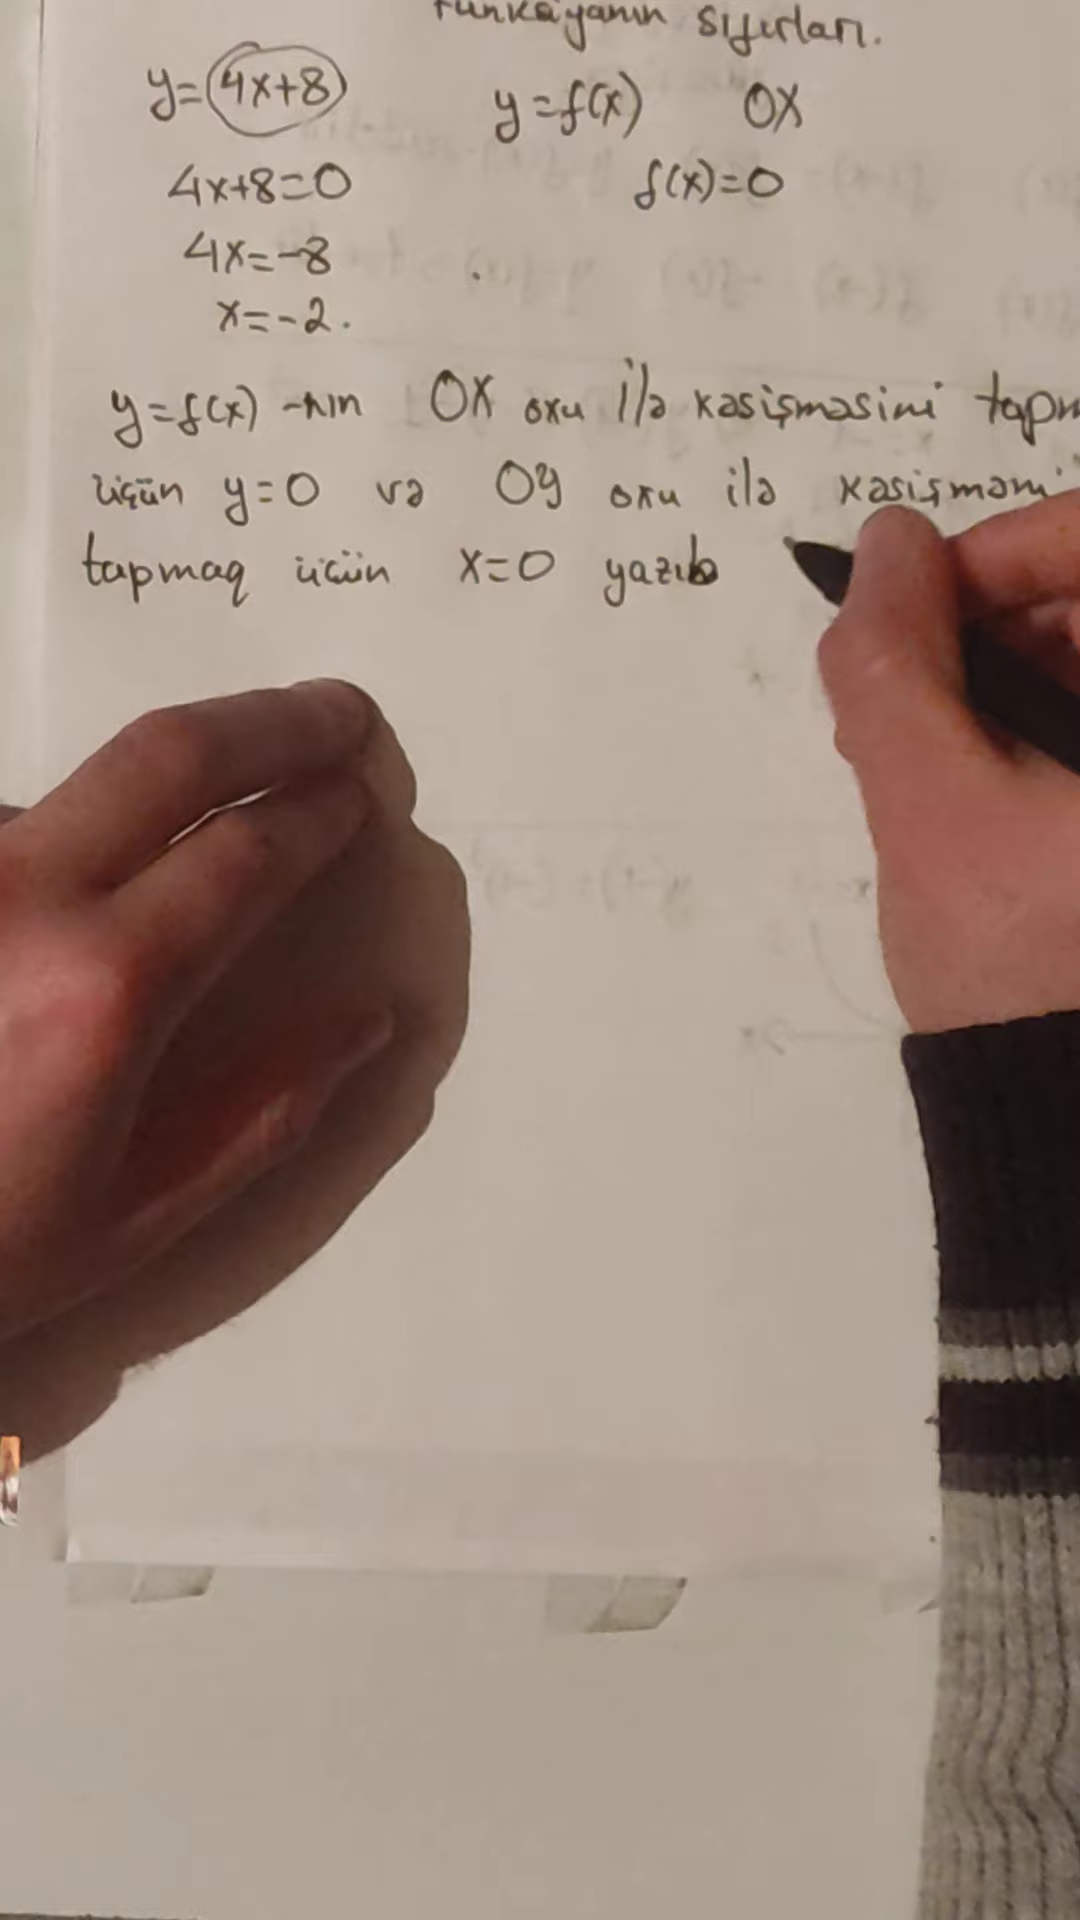 Funksiyanın sıfırları.
y=4x+8 y=f(x) OX
4x+8=0 f(x)=0
4x=-8
x=-2.
y=f(x) -nın OX oxu ilə kəsişməsini
üçün y=0 və Oy oxu ilə kəsişməni
tapmaq üçün x=0 yazıb